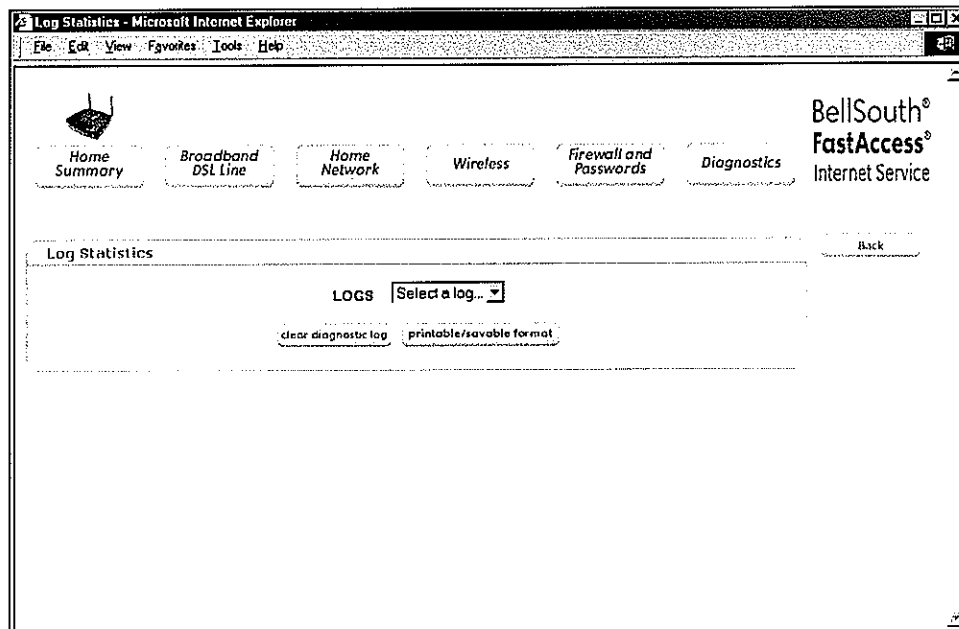 Log Statistics - Microsoft Internet Explorer
File Edit View Favorites Tools Help
BellSouth®
FastAccess®
Internet Service
Home
Summary
Broadband
DSL Line
Home
Network
Wireless
Firewall and
Passwords
Diagnostics
Log Statistics
Back
LOGS Select a log...
clear diagnostic log printable/savable format